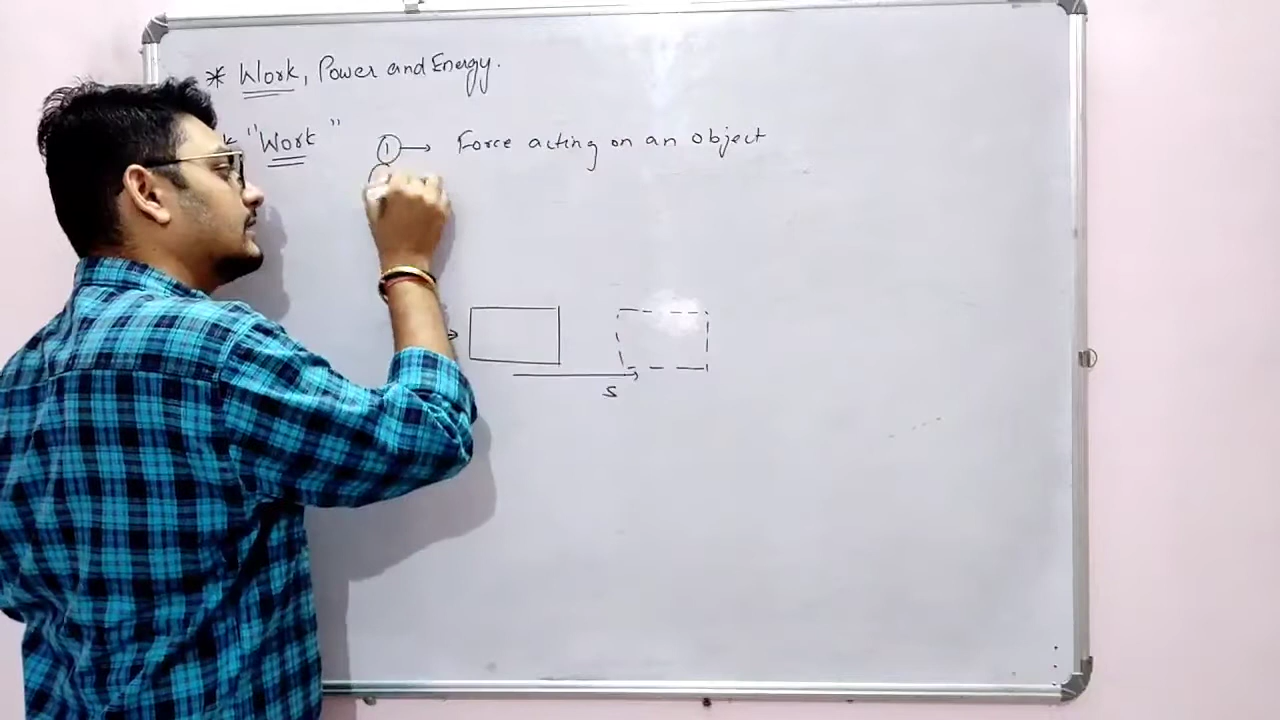 * Work, Power and Energy.
* "Work" ① → Force acting on an object
S